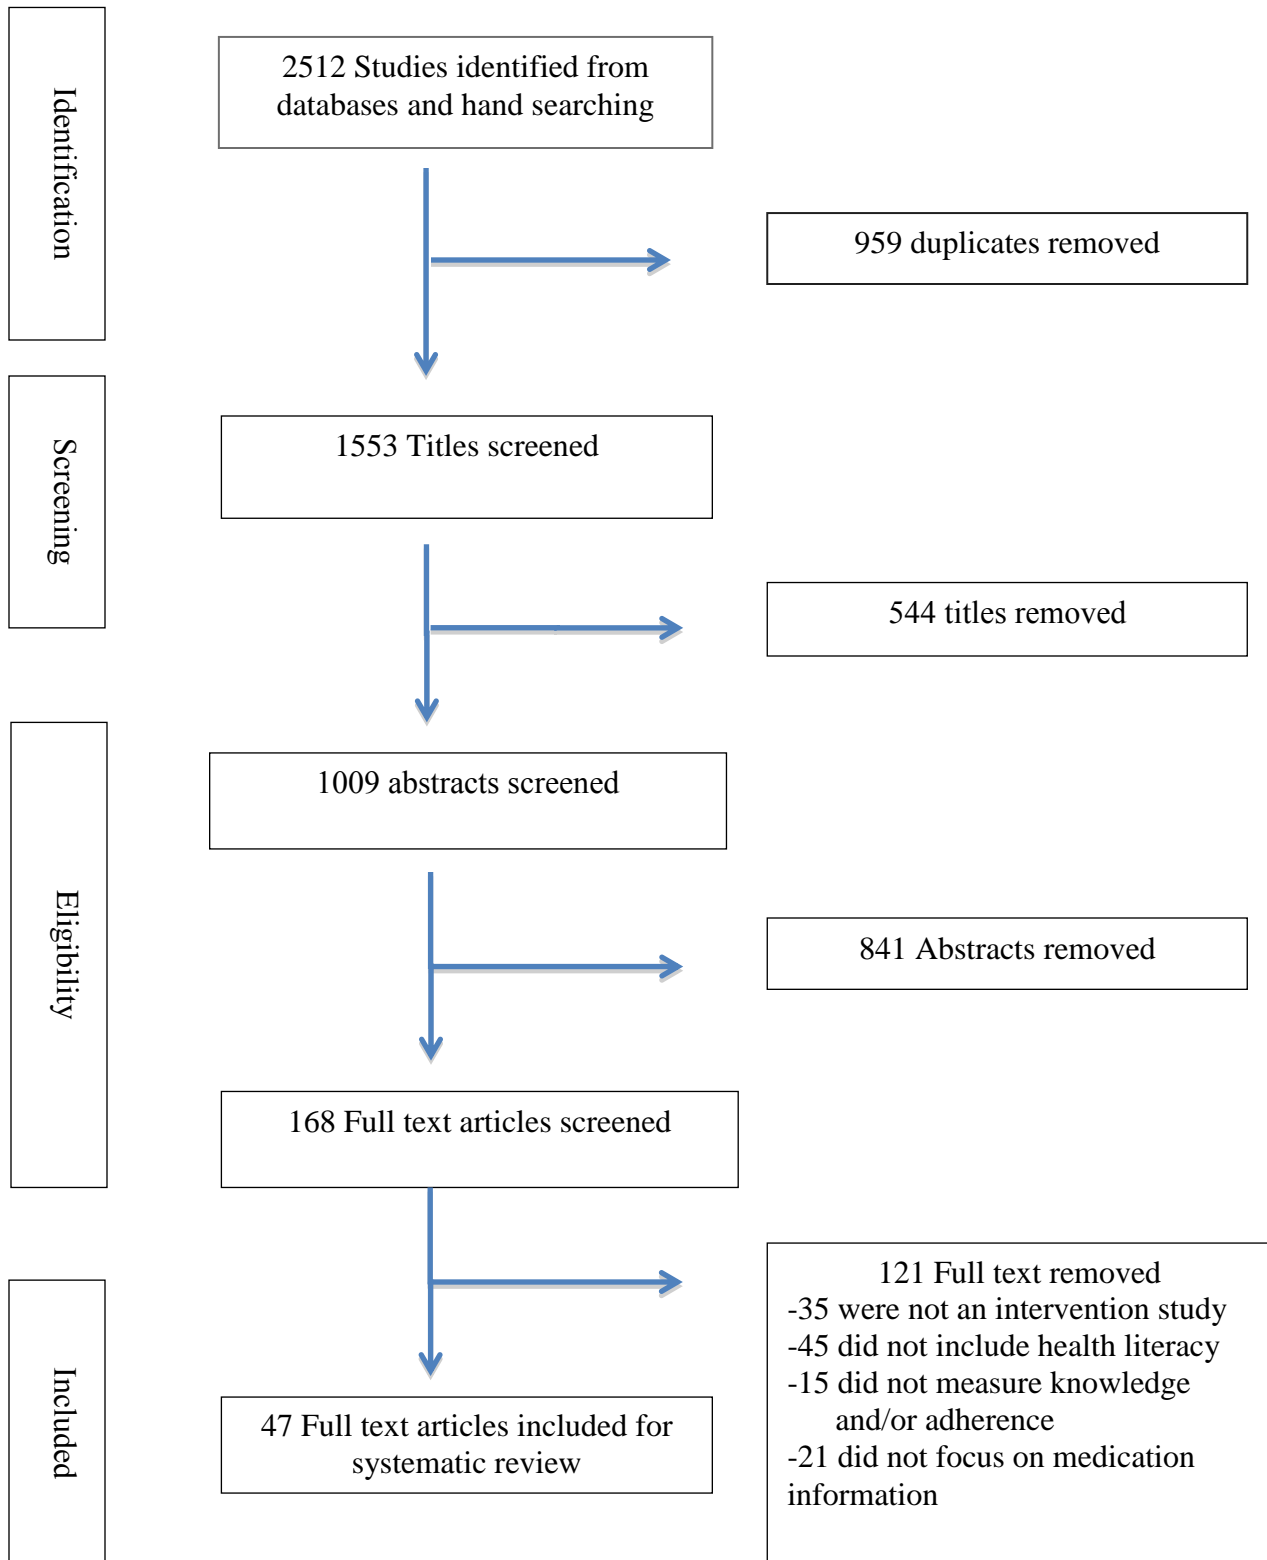 Identification
2512 Studies identified from
databases and hand searching
959 duplicates removed
Screening
1553 Titles screened
544 titles removed
Eligibility
1009 abstracts screened
841 Abstracts removed
168 Full text articles screened
Included
121 Full text removed
-35 were not an intervention study
-45 did not include health literacy
-15 did not measure knowledge
and/or adherence
-21 did not focus on medication
information
47 Full text articles included for
systematic review